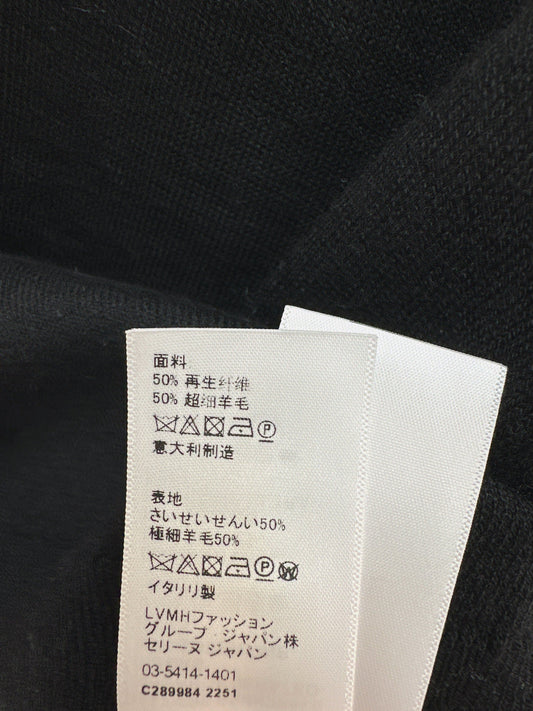 面料
50% 再生纤维
50% 超细羊毛
P
意大利制造
表地
さいせいせんい50%
極細羊毛50%
P W
イタリリ製
LVMHファッション
グループ・ジャパン株
セリーヌ ジャパン
03-5414-1401
C289984 2251